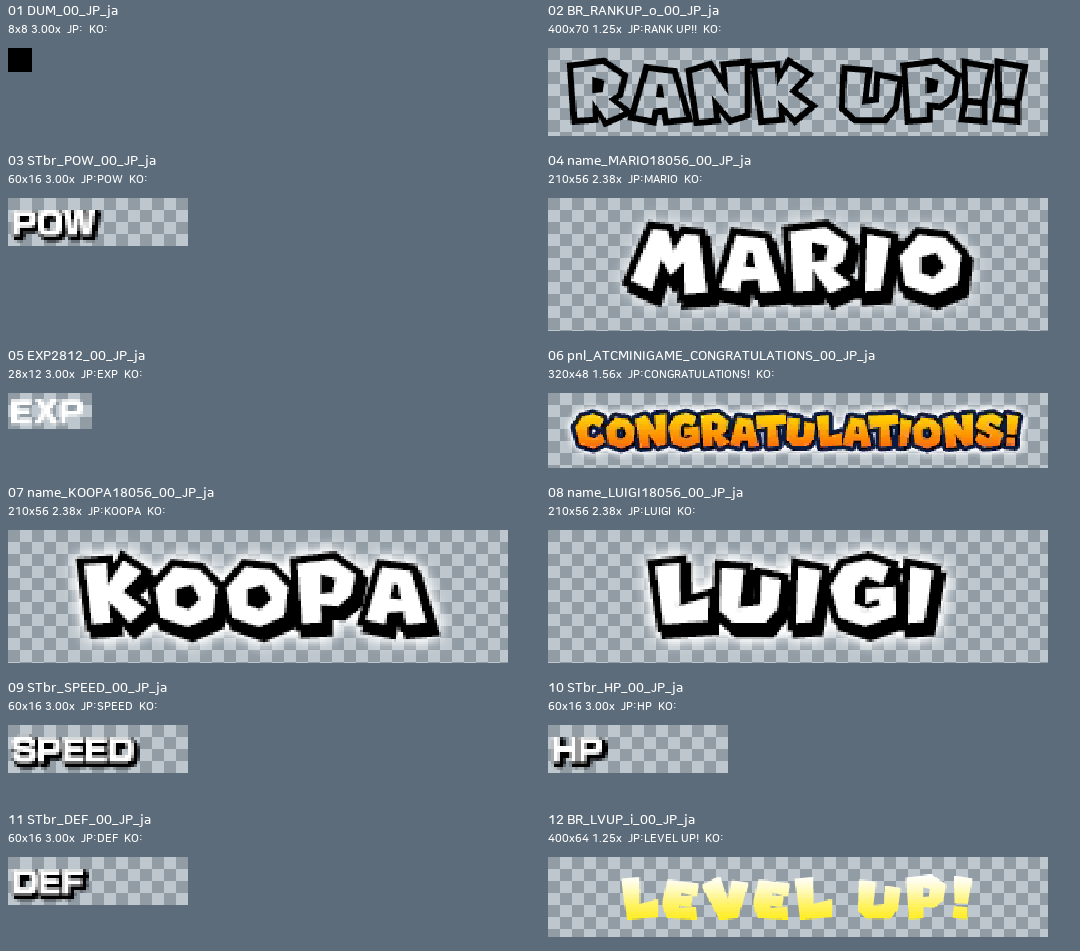 01 DUM_00_JP_ja
8x8 3.00x JP: KO:
02 BR_RANKUP_o_00_JP_ja
400x70 1.25x JP:RANK UP!! KO:
RANK UP!!
03 STbr_POW_00_JP_ja
60x16 3.00x JP:POW KO:
POW
04 name_MARIO18056_00_JP_ja
210x56 2.38x JP:MARIO KO:
MARIO
05 EXP2812_00_JP_ja
28x12 3.00x JP:EXP KO:
EXP
06 pnl_ATCMINIGAME_CONGRATULATIONS_00_JP_ja
320x48 1.56x JP:CONGRATULATIONS! KO:
CONGRATULATIONS!
07 name_KOOPA18056_00_JP_ja
210x56 2.38x JP:KOOPA KO:
KOOPA
08 name_LUIGI18056_00_JP_ja
210x56 2.38x JP:LUIGI KO:
LUIGI
09 STbr_SPEED_00_JP_ja
60x16 3.00x JP:SPEED KO:
SPEED
10 STbr_HP_00_JP_ja
60x16 3.00x JP:HP KO:
HP
11 STbr_DEF_00_JP_ja
60x16 3.00x JP:DEF KO:
DEF
12 BR_LVUP_i_00_JP_ja
400x64 1.25x JP:LEVEL UP! KO:
LEVEL UP!